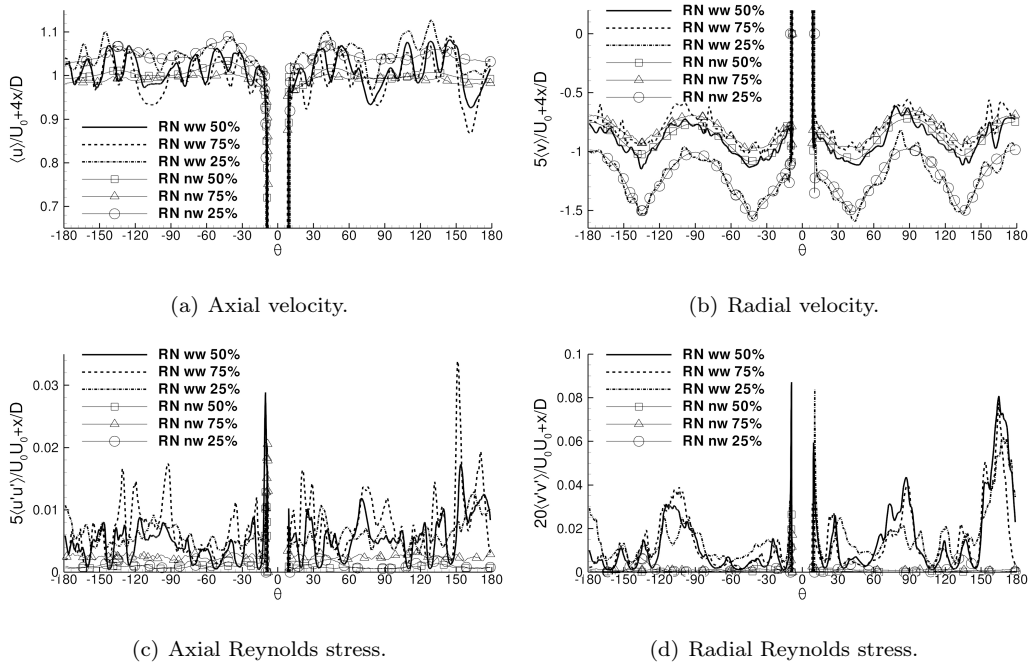 1.1
1
0.9
0.8
0.7
⟨u⟩/U₀+4x/D
RN ww 50%
RN ww 75%
RN ww 25%
RN nw 50%
RN nw 75%
RN nw 25%
-180 -150 -120 -90 -60 -30 0 30 60 90 120 150 180
θ
(a) Axial velocity.
0
-0.5
-1
-1.5
5⟨v⟩/U₀+4x/D
RN ww 50%
RN ww 75%
RN ww 25%
RN nw 50%
RN nw 75%
RN nw 25%
-180 -150 -120 -90 -60 -30 0 30 60 90 120 150 180
θ
(b) Radial velocity.
0.03
0.02
0.01
0
5⟨u'u'⟩/U₀U₀+x/D
RN ww 50%
RN ww 75%
RN ww 25%
RN nw 50%
RN nw 75%
RN nw 25%
-180 -150 -120 -90 -60 -30 0 30 60 90 120 150 180
θ
(c) Axial Reynolds stress.
0.1
0.08
0.06
0.04
0.02
0
20⟨v'v'⟩/U₀U₀+x/D
RN ww 50%
RN ww 75%
RN ww 25%
RN nw 50%
RN nw 75%
RN nw 25%
-180 -150 -120 -90 -60 -30 0 30 60 90 120 150 180
θ
(d) Radial Reynolds stress.